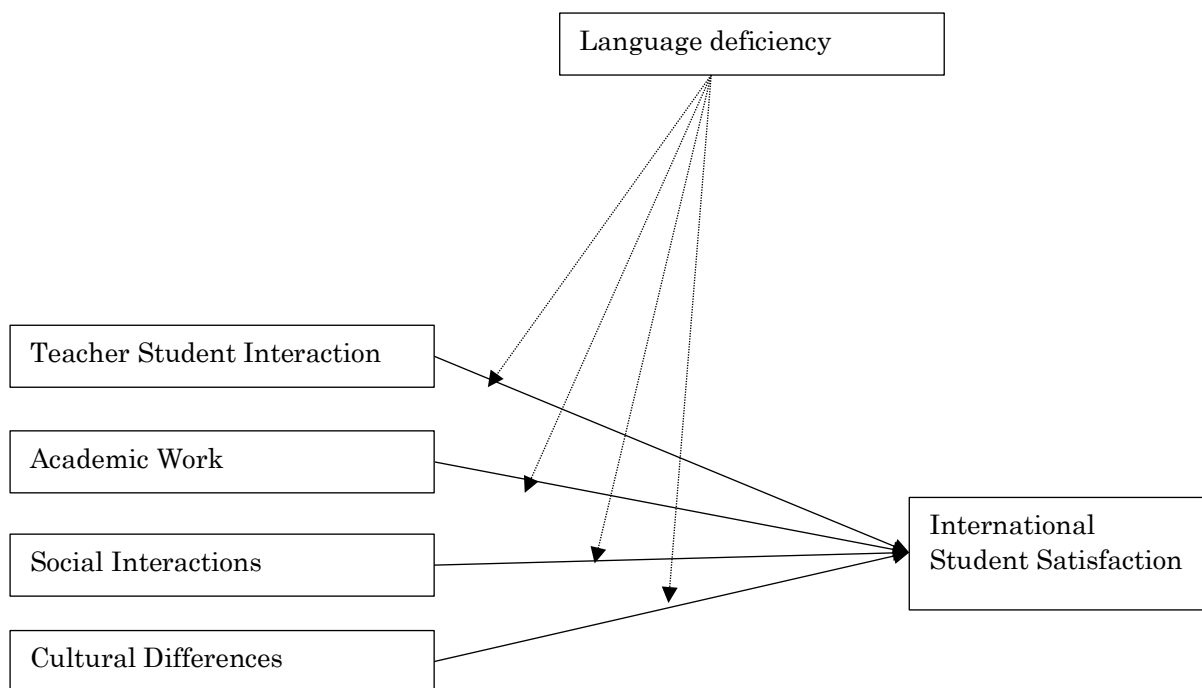 Language deficiency
Teacher Student Interaction
Academic Work
Social Interactions
Cultural Differences
International
Student Satisfaction